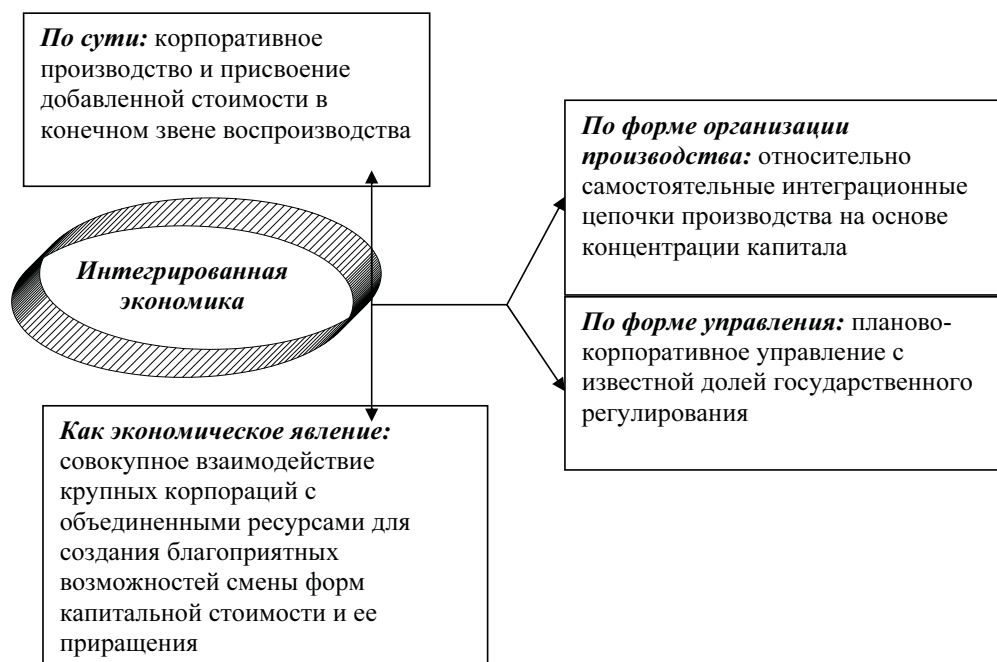 По сути: корпоративное
производство и присвоение
добавленной стоимости в
конечном звене воспроизводства
По форме организации
производства: относительно
самостоятельные интеграционные
цепочки производства на основе
концентрации капитала
Интегрированная
экономика
По форме управления: планово-
корпоративное управление с
известной долей государственного
регулирования
Как экономическое явление:
совокупное взаимодействие
крупных корпораций с
объединенными ресурсами для
создания благоприятных
возможностей смены форм
капитальной стоимости и ее
приращения